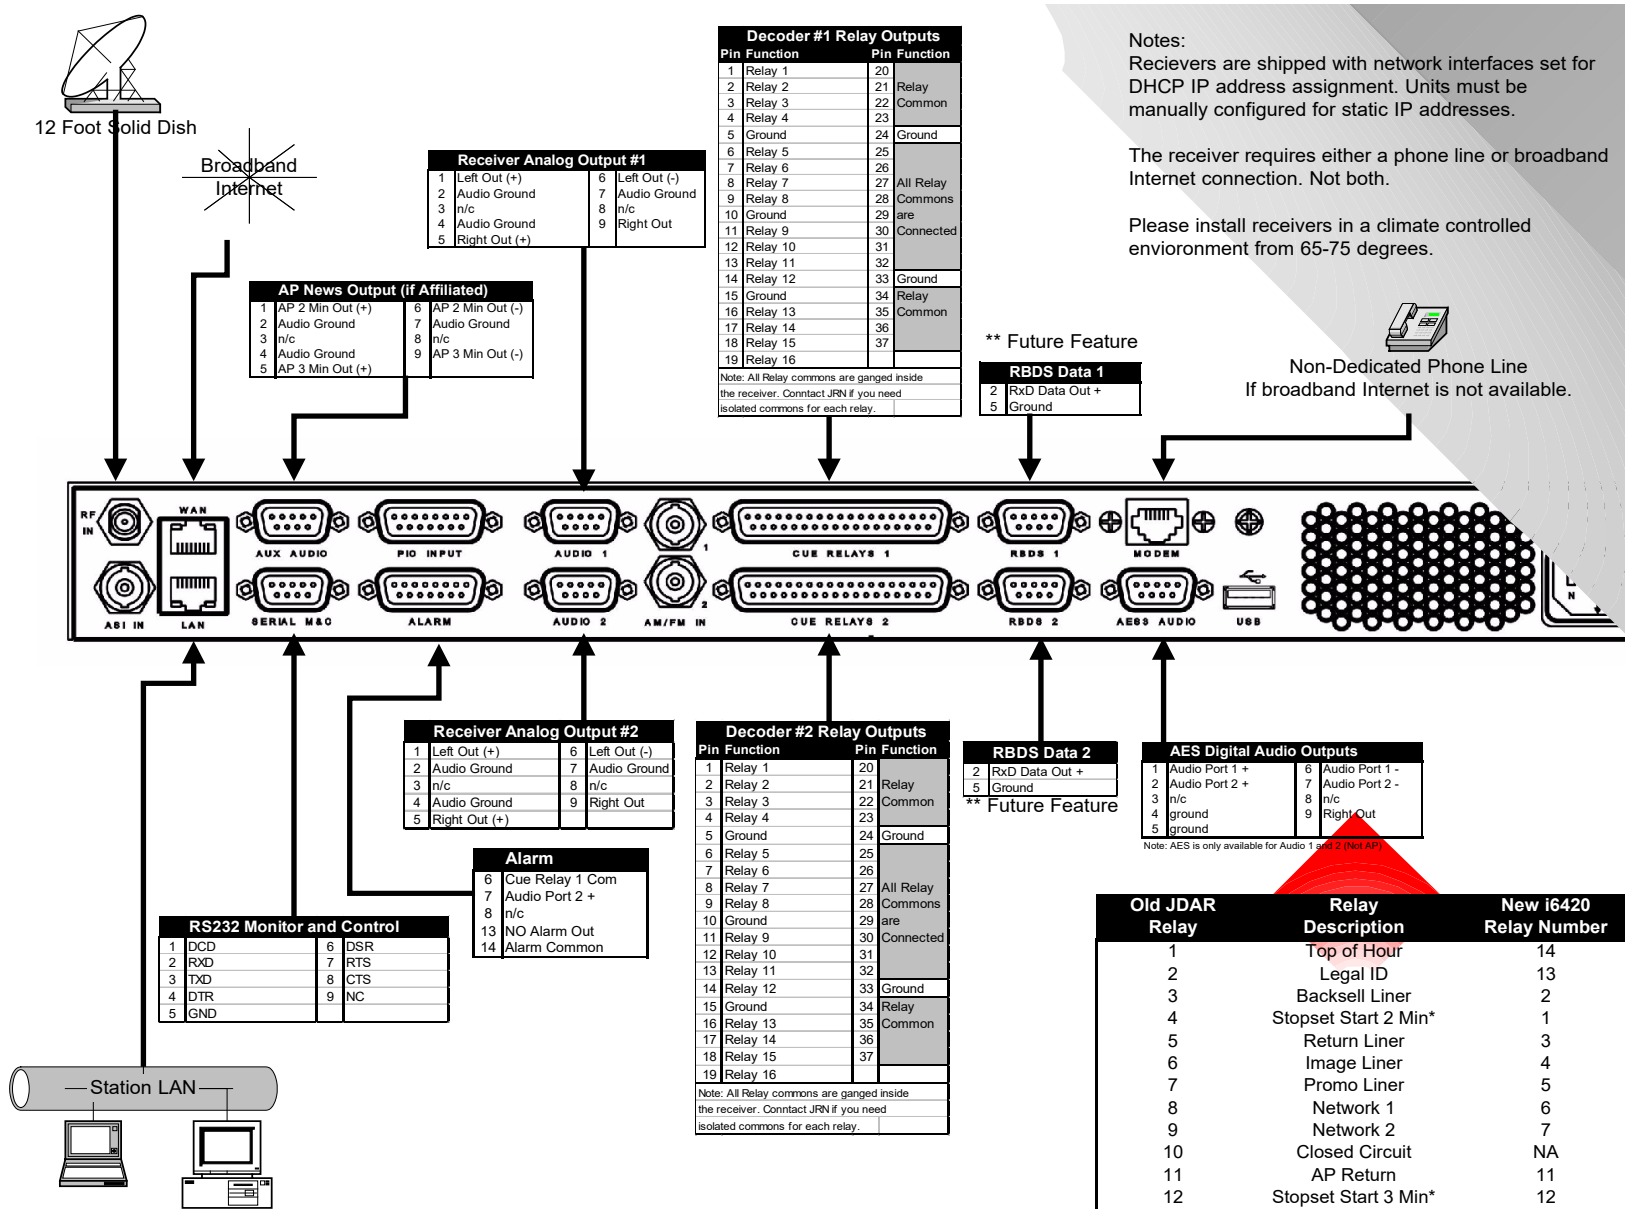 12 Foot Solid Dish
Broadband
Internet
AP News Output (if Affiliated)
1 AP 2 Min Out (+) 6 AP 2 Min Out (-)
2 Audio Ground 7 Audio Ground
3 n/c 8 n/c
4 Audio Ground 9 AP 3 Min Out (-)
5 AP 3 Min Out (+)
Receiver Analog Output #1
1 Left Out (+) 6 Left Out (-)
2 Audio Ground 7 Audio Ground
3 n/c 8 n/c
4 Audio Ground 9 Right Out
5 Right Out (+)
Decoder #1 Relay Outputs
Pin Function Pin Function
1 Relay 1 20
2 Relay 2 21 Relay
3 Relay 3 22 Common
4 Relay 4 23
5 Ground 24 Ground
6 Relay 5 25
7 Relay 6 26
8 Relay 7 27 All Relay
9 Relay 8 28 Commons
10 Ground 29 are
11 Relay 9 30 Connected
12 Relay 10 31
13 Relay 11 32
14 Relay 12 33 Ground
15 Ground 34 Relay
16 Relay 13 35 Common
17 Relay 14 36
18 Relay 15 37
19 Relay 16
Note: All Relay commons are ganged inside
the receiver. Conntact JRN if you need
isolated commons for each relay.
Notes:
Recievers are shipped with network interfaces set for
DHCP IP address assignment. Units must be
manually configured for static IP addresses.
The receiver requires either a phone line or broadband
Internet connection. Not both.
Please install receivers in a climate controlled
envioronment from 65-75 degrees.
** Future Feature
RBDS Data 1
2 RxD Data Out +
5 Ground
Non-Dedicated Phone Line
If broadband Internet is not available.
RF
IN
WAN
AUX AUDIO
PIO INPUT
AUDIO 1
1
CUE RELAYS 1
RBDS 1
MODEM
ASI IN
LAN
SERIAL M&C
ALARM
AUDIO 2
AM/FM IN
2
CUE RELAYS 2
RBDS 2
AES3 AUDIO
USB
N
Receiver Analog Output #2
1 Left Out (+) 6 Left Out (-)
2 Audio Ground 7 Audio Ground
3 n/c 8 n/c
4 Audio Ground 9 Right Out
5 Right Out (+)
Decoder #2 Relay Outputs
Pin Function Pin Function
1 Relay 1 20
2 Relay 2 21 Relay
3 Relay 3 22 Common
4 Relay 4 23
5 Ground 24 Ground
6 Relay 5 25
7 Relay 6 26
8 Relay 7 27 All Relay
9 Relay 8 28 Commons
10 Ground 29 are
11 Relay 9 30 Connected
12 Relay 10 31
13 Relay 11 32
14 Relay 12 33 Ground
15 Ground 34 Relay
16 Relay 13 35 Common
17 Relay 14 36
18 Relay 15 37
19 Relay 16
Note: All Relay commons are ganged inside
the receiver. Conntact JRN if you need
isolated commons for each relay.
RBDS Data 2
2 RxD Data Out +
5 Ground
** Future Feature
AES Digital Audio Outputs
1 Audio Port 1 + 6 Audio Port 1 -
2 Audio Port 2 + 7 Audio Port 2 -
3 n/c 8 n/c
4 ground 9 Right Out
5 ground
Note: AES is only available for Audio 1 and 2 (Not AP)
Alarm
6 Cue Relay 1 Com
7 Audio Port 2 +
8 n/c
13 NO Alarm Out
14 Alarm Common
RS232 Monitor and Control
1 DCD 6 DSR
2 RXD 7 RTS
3 TXD 8 CTS
4 DTR 9 NC
5 GND
Station LAN
Old JDAR Relay New i6420
Relay Description Relay Number
1 Top of Hour 14
2 Legal ID 13
3 Backsell Liner 2
4 Stopset Start 2 Min* 1
5 Return Liner 3
6 Image Liner 4
7 Promo Liner 5
8 Network 1 6
9 Network 2 7
10 Closed Circuit NA
11 AP Return 11
12 Stopset Start 3 Min* 12